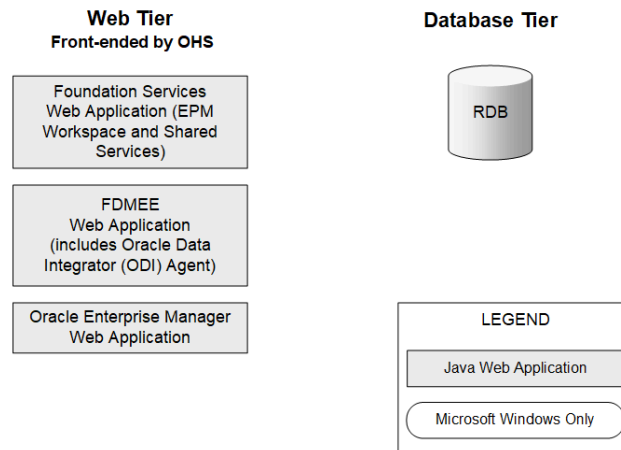 Web Tier
Front-ended by OHS
Foundation Services
Web Application (EPM
Workspace and Shared
Services)
FDMEE
Web Application
(includes Oracle Data
Integrator (ODI) Agent)
Oracle Enterprise Manager
Web Application
Database Tier
RDB
LEGEND
Java Web Application
Microsoft Windows Only